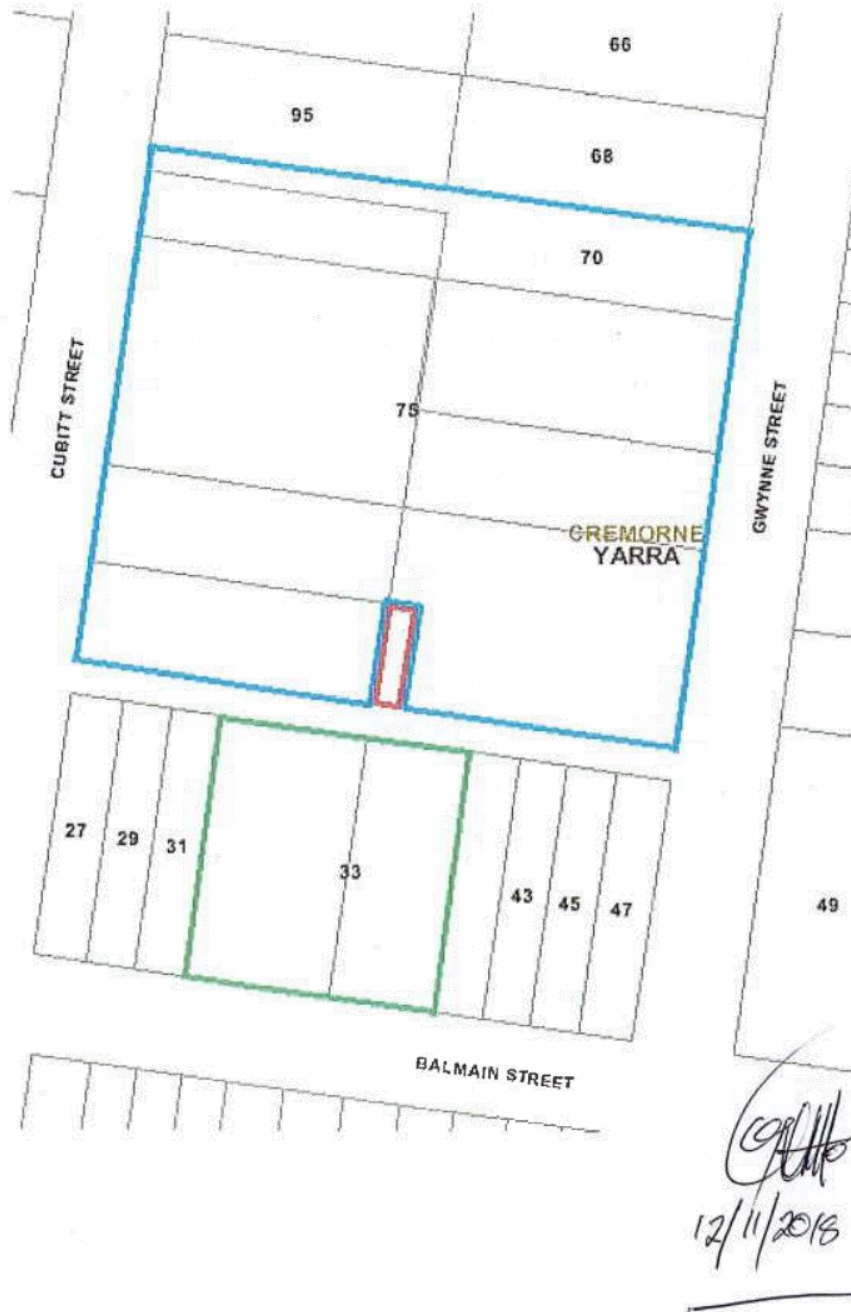 66
95
68
70
CUBITT STREET
75
GWYNNE STREET
CREMORNE
YARRA
27
29
31
33
43
45
47
49
BALMAIN STREET
12/11/2018